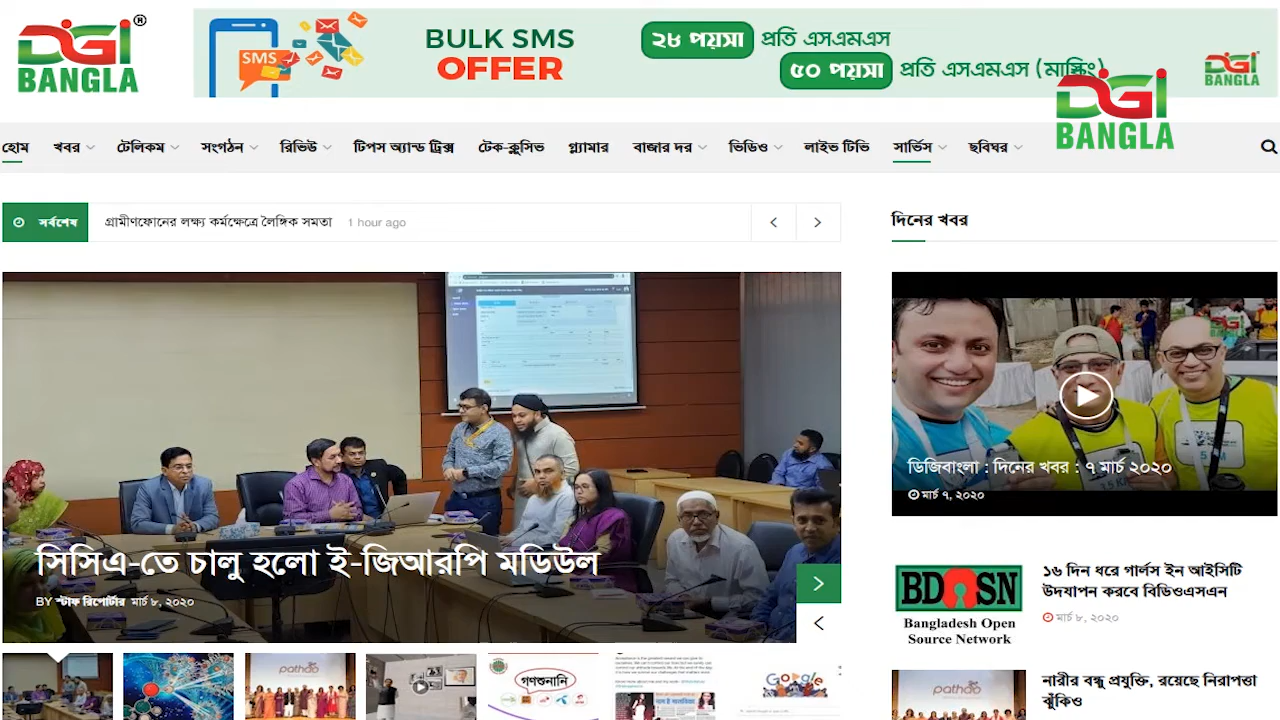 DGI ®
BANGLA
SMS
BULK SMS
OFFER
২৮ পয়সা প্রতি এসএমএস
৫০ পয়সা প্রতি এসএমএস (মাস্কিং)
DGI
BANGLA
DGI
BANGLA
হোম খবর টেলিকম সংগঠন রিভিউ টিপস অ্যান্ড ট্রিক্স টেক-ক্লুসিভ গ্ল্যামার বাজার দর ভিডিও লাইভ টিভি সার্ভিস ছবিঘর
সর্বশেষ গ্রামীণফোনের লক্ষ্য কর্মক্ষেত্রে লৈঙ্গিক সমতা 1 hour ago
দিনের খবর
সিসিএ-তে চালু হলো ই-জিআরপি মডিউল
BY স্টাফ রিপোর্টার মার্চ ৮, ২০২০
ডিজিবাংলা : দিনের খবর : ৭ মার্চ ২০২০
মার্চ ৭, ২০২০
BDOSN
Bangladesh Open
Source Network
১৬ দিন ধরে গার্লস ইন আইসিটি
উদযাপন করবে বিডিওএসএন
মার্চ ৮, ২০২০
pathao
গণশুনানি
Google
pathao
নারীর বন্ধু প্রযুক্তি, রয়েছে নিরাপত্তা
ঝুঁকিও